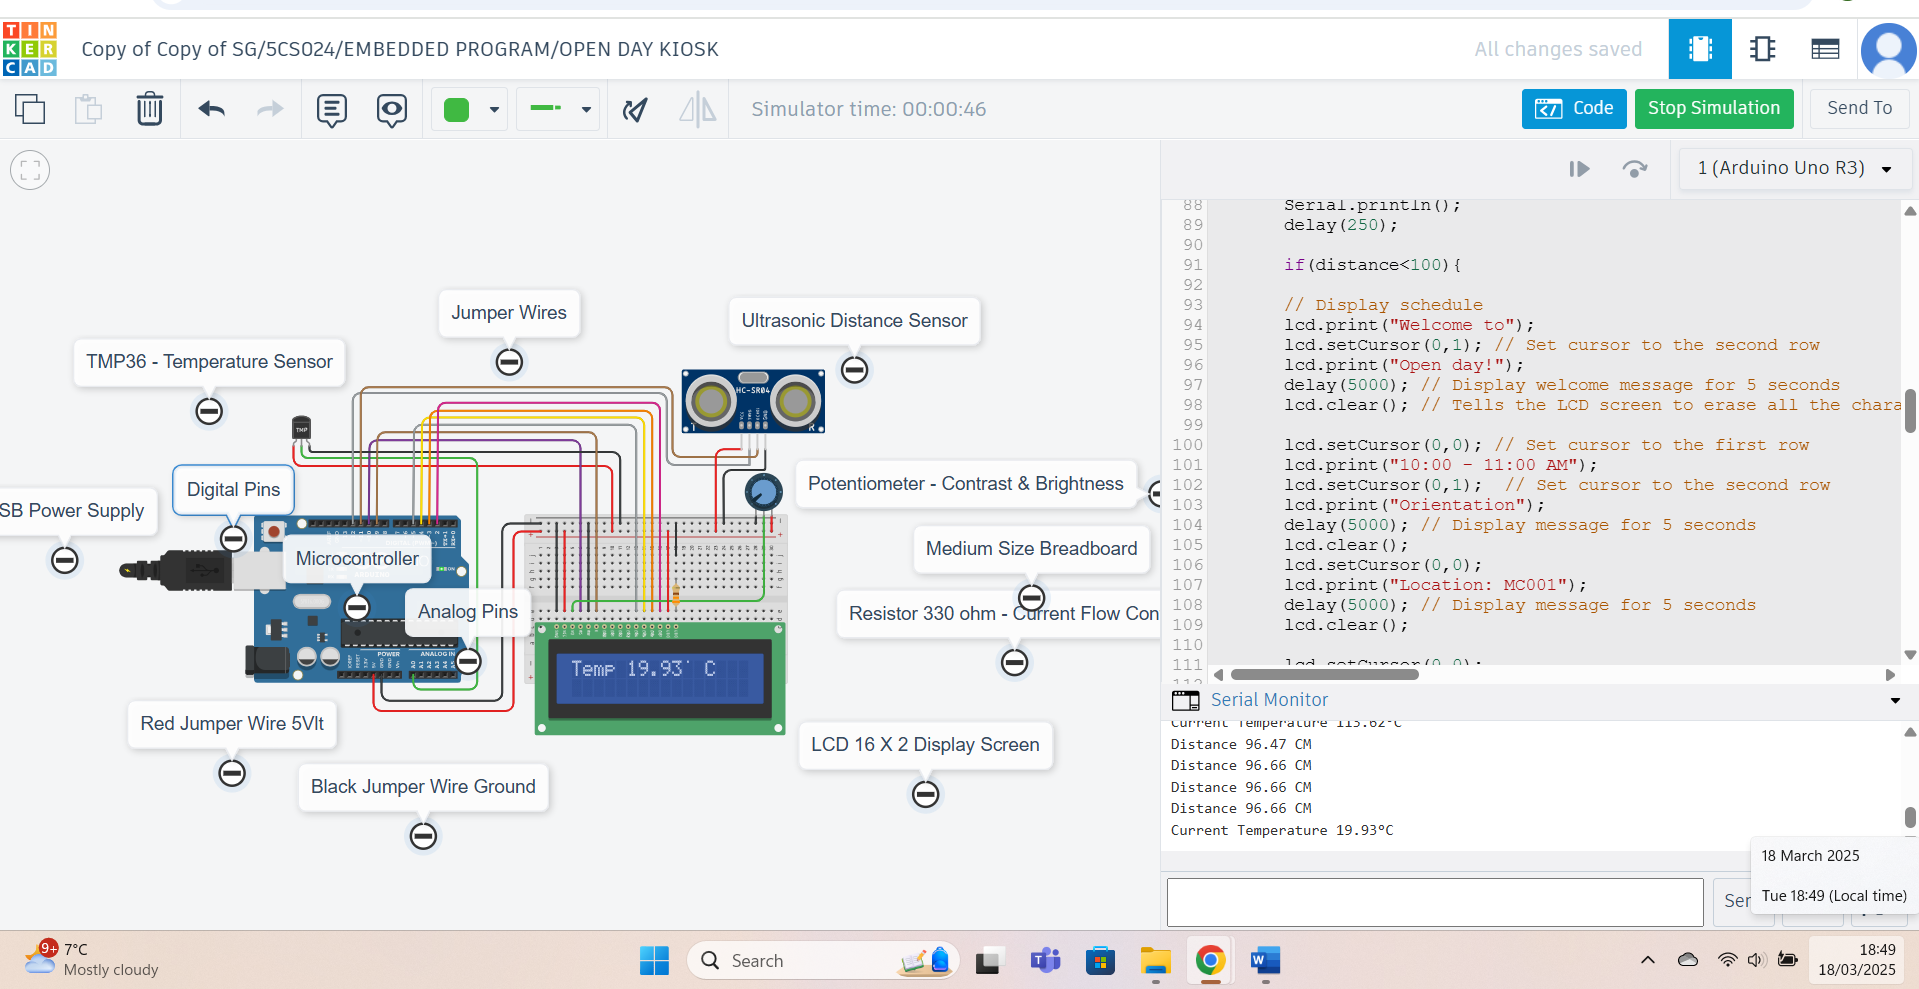 TINKERCAD
Copy of Copy of SG/5CS024/EMBEDDED PROGRAM/OPEN DAY KIOSK
All changes saved
Simulator time: 00:00:46
Code
Stop Simulation
Send To
1 (Arduino Uno R3)
Jumper Wires
Ultrasonic Distance Sensor
TMP36 - Temperature Sensor
HC-SR04
T
R
TMP
Digital Pins
SB Power Supply
Potentiometer - Contrast & Brightness
Microcontroller
Medium Size Breadboard
Analog Pins
Resistor 330 ohm - Current Flow Con
ON
POWER
ANALOG IN
Temp 19.93° C
Red Jumper Wire 5Vlt
LCD 16 X 2 Display Screen
Black Jumper Wire Ground
88 Serial.println();
89 delay(250);
90
91 if(distance<100){
92
93 // Display schedule
94 lcd.print("Welcome to");
95 lcd.setCursor(0,1); // Set cursor to the second row
96 lcd.print("Open day!");
97 delay(5000); // Display welcome message for 5 seconds
98 lcd.clear(); // Tells the LCD screen to erase all the chara
99
100 lcd.setCursor(0,0); // Set cursor to the first row
101 lcd.print("10:00 - 11:00 AM");
102 lcd.setCursor(0,1);  // Set cursor to the second row
103 lcd.print("Orientation");
104 delay(5000); // Display message for 5 seconds
105 lcd.clear();
106 lcd.setCursor(0,0);
107 lcd.print("Location: MC001");
108 delay(5000); // Display message for 5 seconds
109 lcd.clear();
110
111 lcd.setCursor(0,0);
112
Serial Monitor
Current Temperature 113.62°C
Distance 96.47 CM
Distance 96.66 CM
Distance 96.66 CM
Distance 96.66 CM
Current Temperature 19.93°C
18 March 2025
Tue 18:49 (Local time)
Ser
9+
7°C
Mostly cloudy
Search
18:49
18/03/2025